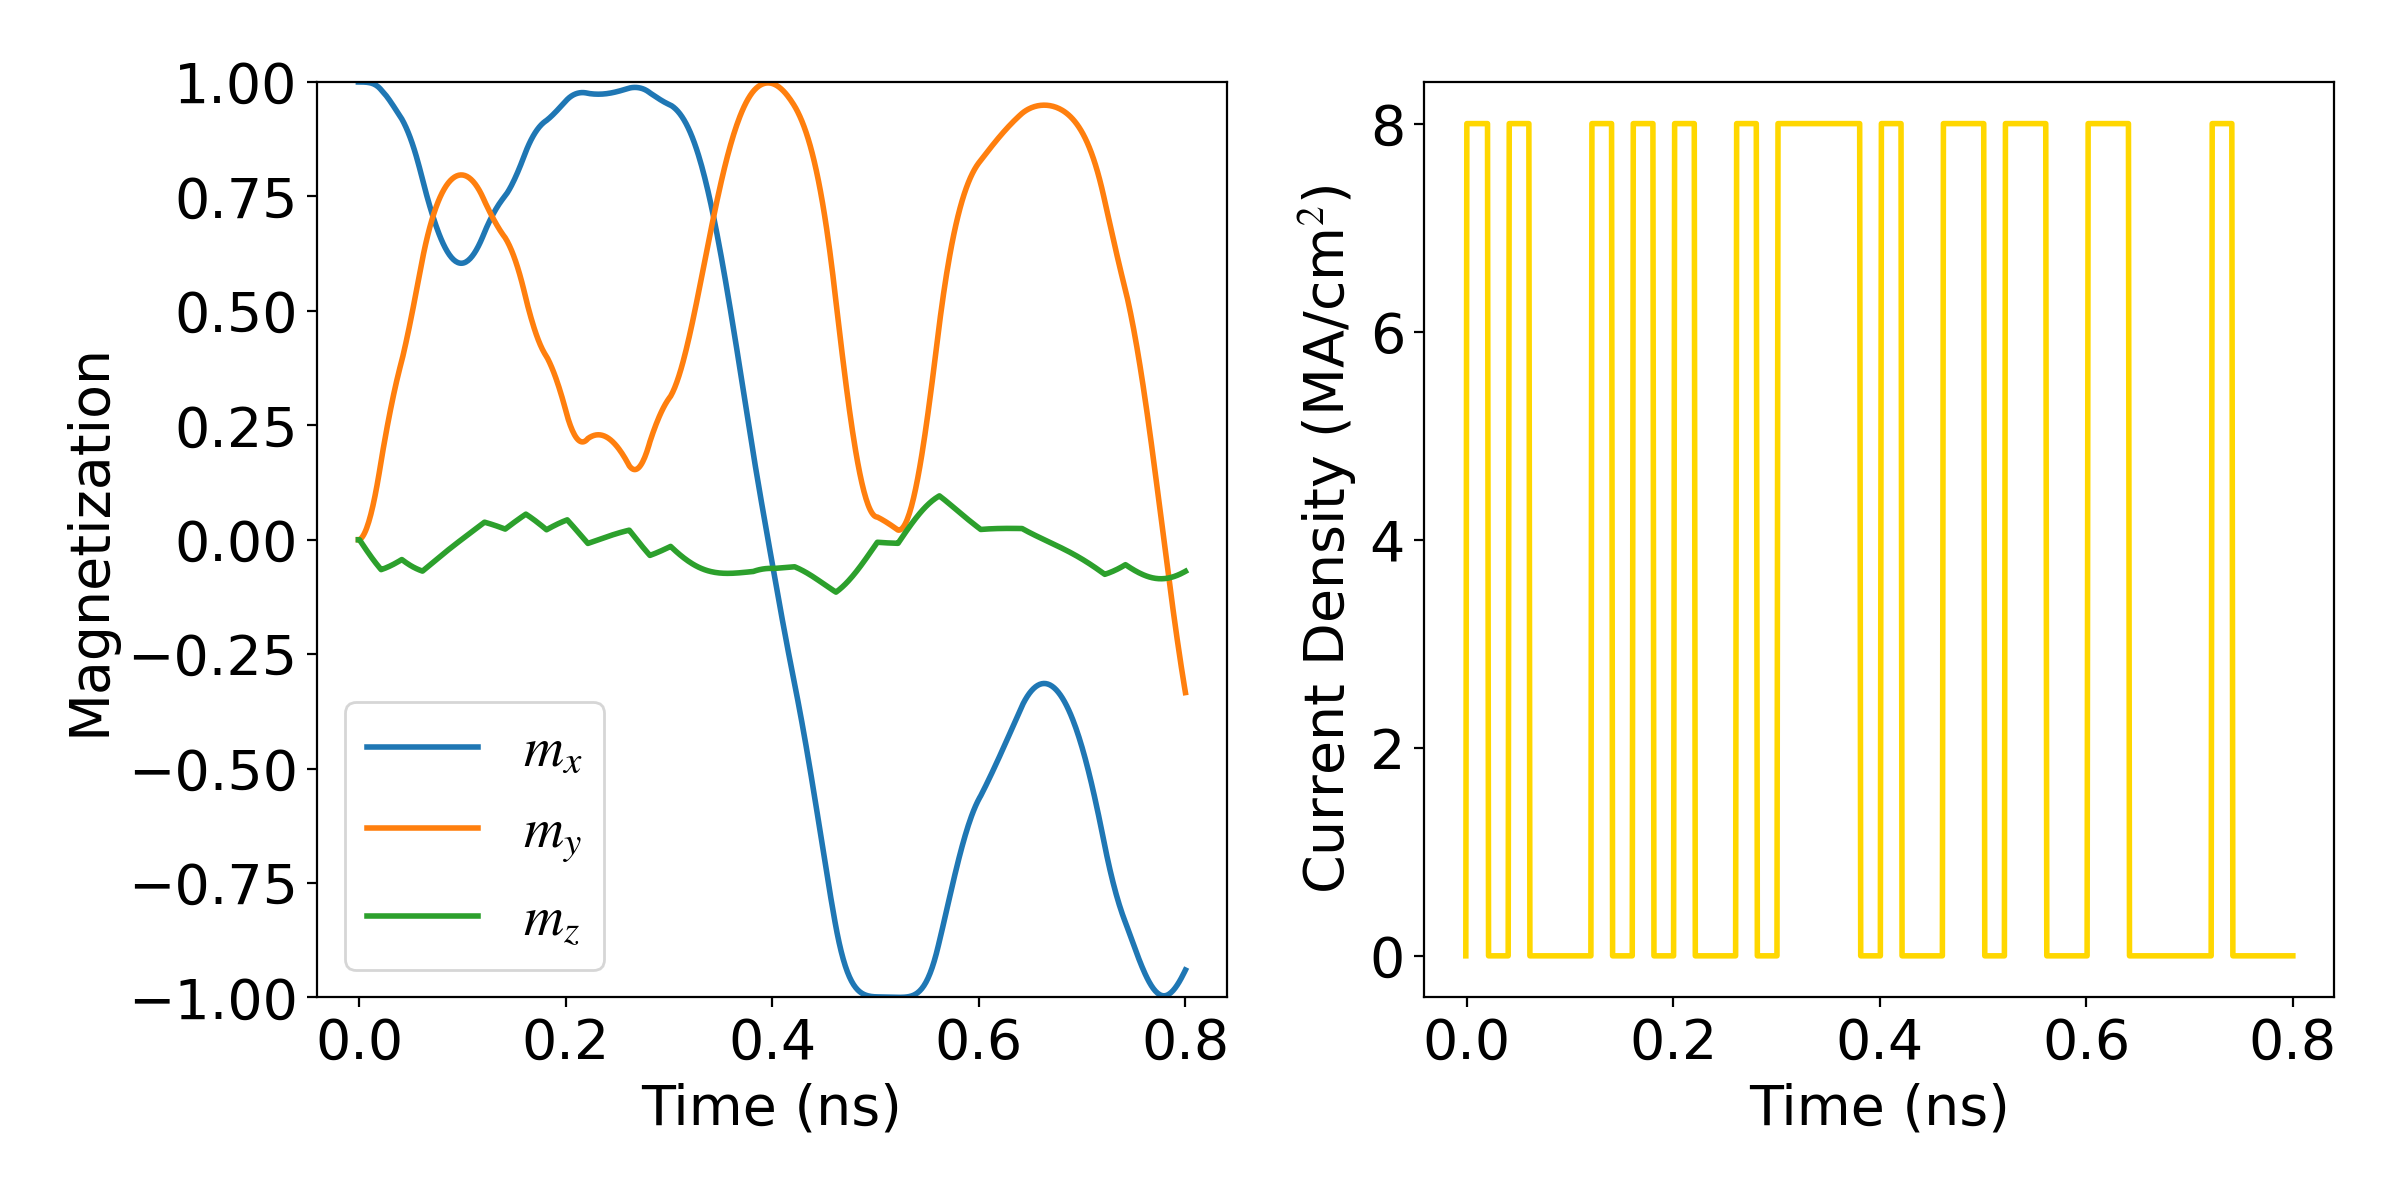 1.00
0.75
0.50
0.25
0.00
−0.25
−0.50
−0.75
−1.00
Magnetization
0.0 0.2 0.4 0.6 0.8
Time (ns)
m_x
m_y
m_z
8
6
4
2
0
Current Density (MA/cm²)
0.0 0.2 0.4 0.6 0.8
Time (ns)